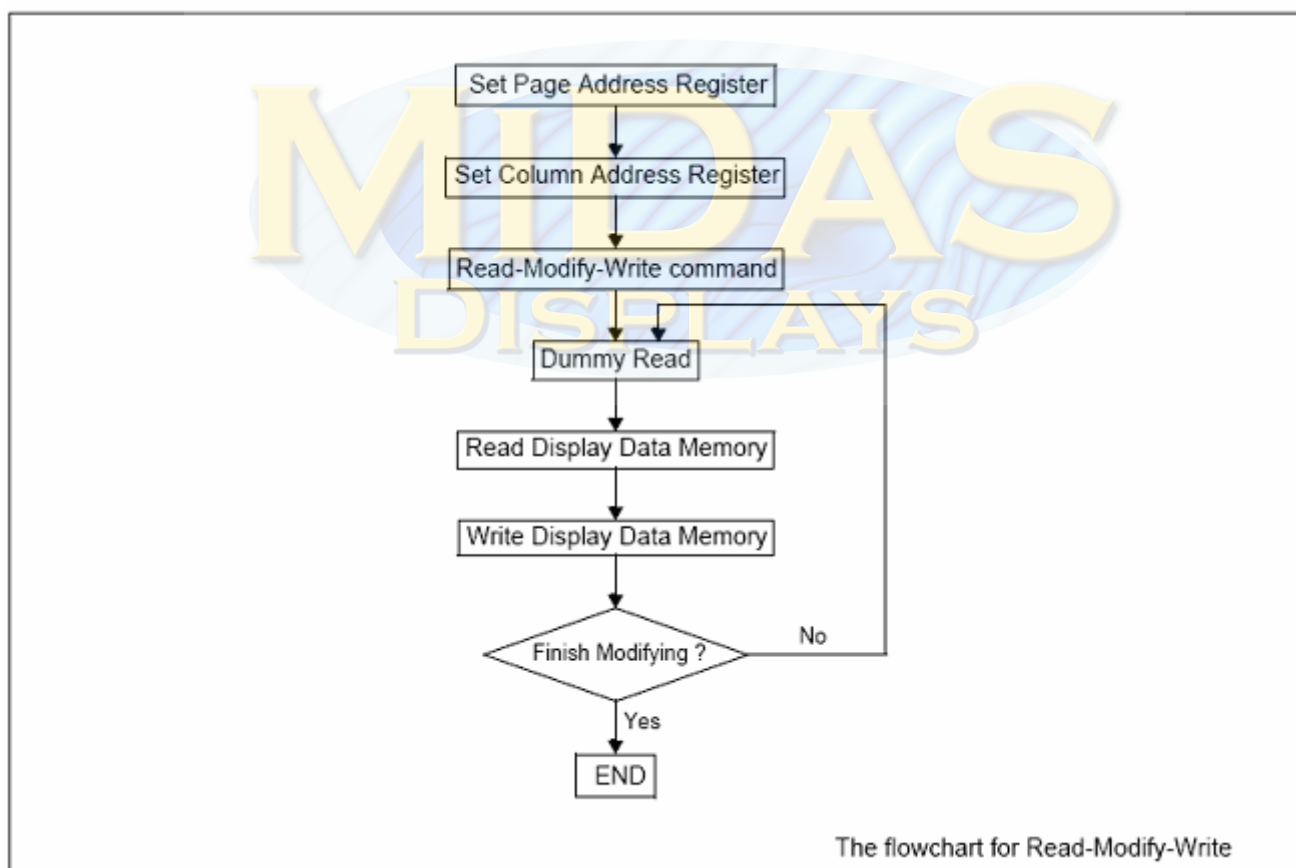 MIDAS
DISPLAYS
Set Page Address Register
Set Column Address Register
Read-Modify-Write command
Dummy Read
Read Display Data Memory
Write Display Data Memory
Finish Modifying ?
No
Yes
END
The flowchart for Read-Modify-Write